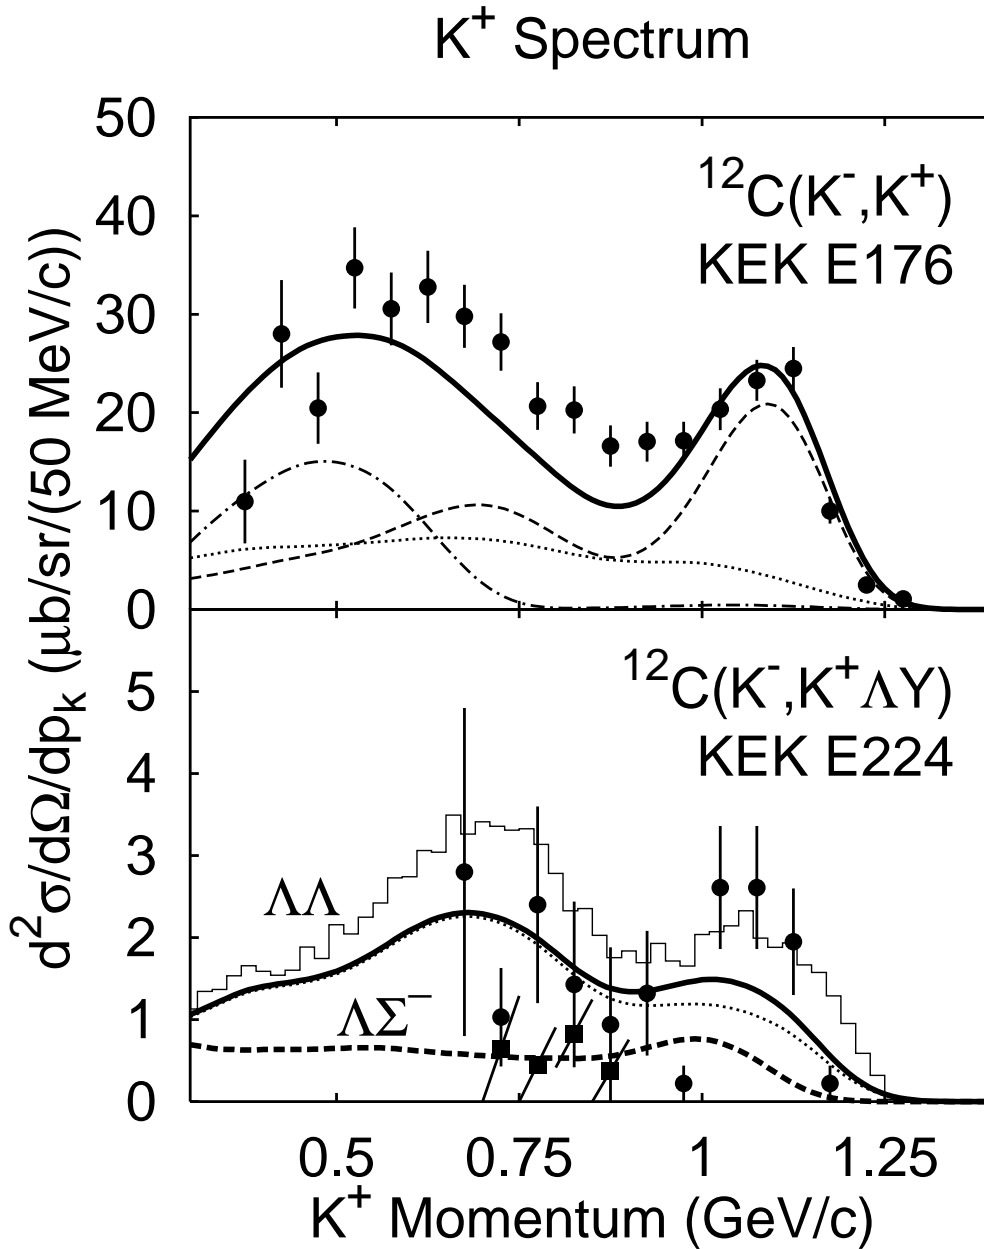 K⁺ Spectrum
50
40
30
20
10
0
¹²C(K⁻,K⁺)
KEK E176
d²σ/dΩ/dpₖ (μb/sr/(50 MeV/c))
5
4
3
2
1
0
¹²C(K⁻,K⁺ΛY)
KEK E224
ΛΛ
ΛΣ⁻
0.5 0.75 1 1.25
K⁺ Momentum (GeV/c)